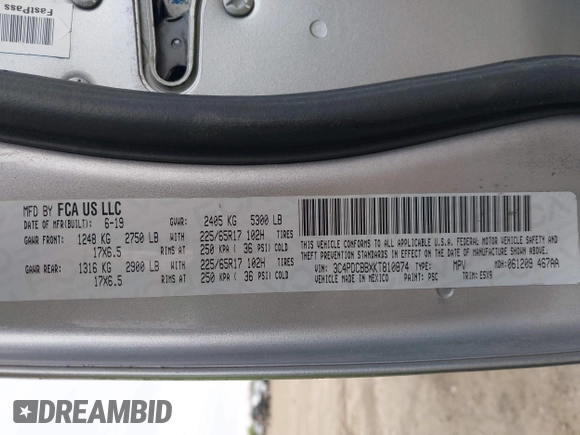 FastPass
MFD BY FCA US LLC
DATE OF MFR(BUILT): 6-19 GVWR: 2405 KG 5300 LB
GAWR FRONT: 1248 KG 2750 LB WITH 225/65R17 102H TIRES
17X6.5 RIMS AT 250 KPA ( 36 PSI) COLD
GAWR REAR: 1316 KG 2900 LB WITH 225/65R17 102H TIRES
17X6.5 RIMS AT 250 KPA ( 36 PSI) COLD
THIS VEHICLE CONFORMS TO ALL APPLICABLE U.S.A. FEDERAL MOTOR VEHICLE SAFETY AND
THEFT PREVENTION STANDARDS IN EFFECT ON THE DATE OF MANUFACTURE SHOWN ABOVE.
VIN: 3C4PDCBBXKT810874 TYPE: MPV MDH: 061209 467AA
VEHICLE MADE IN MEXICO PAINT: PSC TRIM: E5X9
DREAMBID